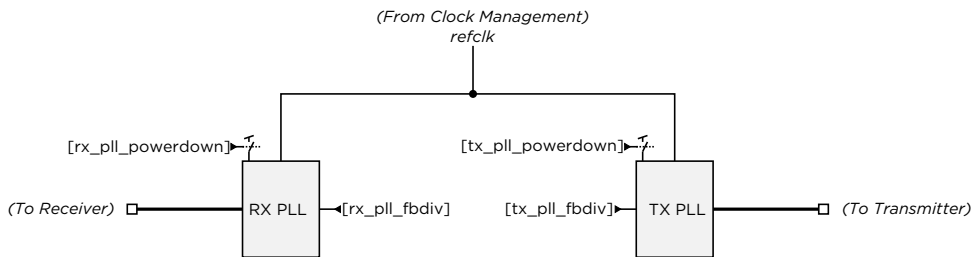 (From Clock Management)
refclk
[rx_pll_powerdown]
[tx_pll_powerdown]
(To Receiver)
RX PLL
[rx_pll_fbdiv]
[tx_pll_fbdiv]
TX PLL
(To Transmitter)